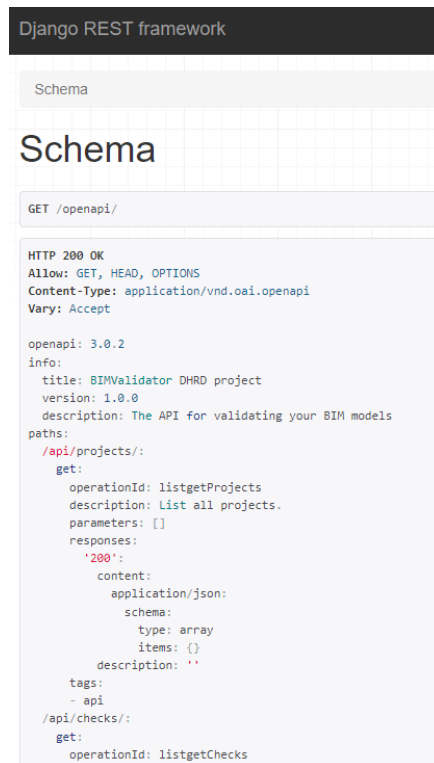 Django REST framework
Schema
Schema
GET /openapi/
HTTP 200 OK
Allow: GET, HEAD, OPTIONS
Content-Type: application/vnd.oai.openapi
Vary: Accept
openapi: 3.0.2
info:
  title: BIMValidator DHRD project
  version: 1.0.0
  description: The API for validating your BIM models
paths:
  /api/projects/:
    get:
      operationId: listgetProjects
      description: List all projects.
      parameters: []
      responses:
        '200':
          content:
            application/json:
              schema:
                type: array
                items: {}
          description: ''
      tags:
      - api
  /api/checks/:
    get:
      operationId: listgetChecks